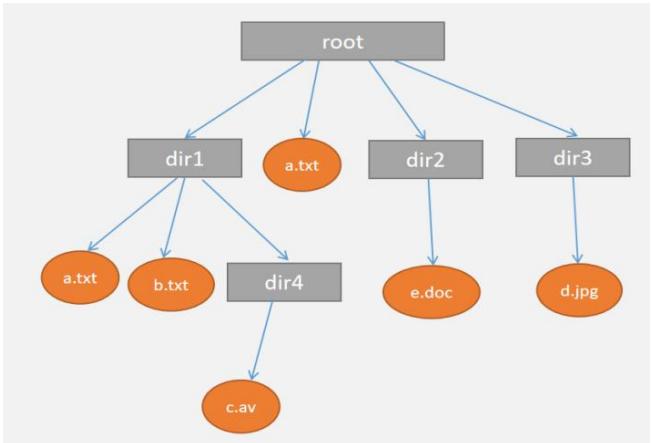 root
dir1
a.txt
dir2
dir3
a.txt
b.txt
dir4
e.doc
d.jpg
c.av